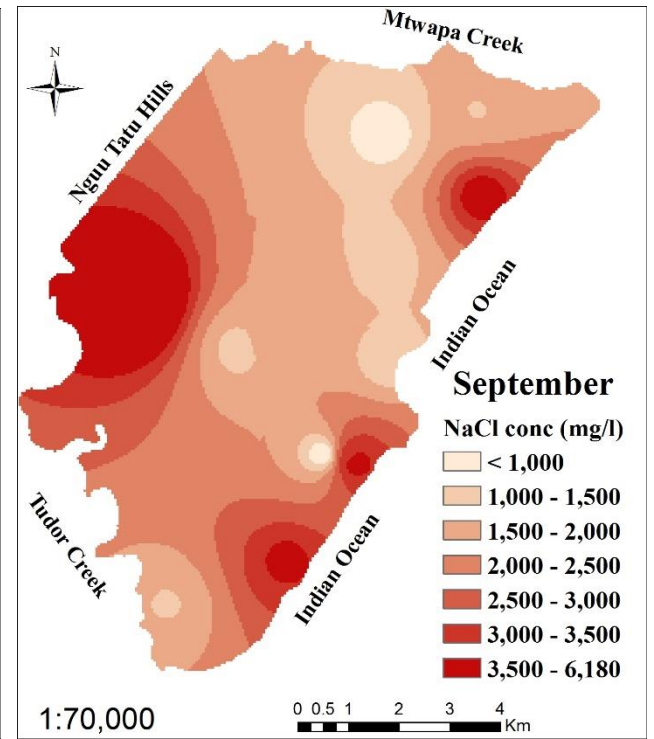 Mtwapa Creek
N
Nguu Tatu Hills
Indian Ocean
September
NaCl conc (mg/l)
< 1,000
1,000 - 1,500
1,500 - 2,000
2,000 - 2,500
2,500 - 3,000
3,000 - 3,500
3,500 - 6,180
Tudor Creek
Indian Ocean
1:70,000
0 0.5 1 2 3 4
Km